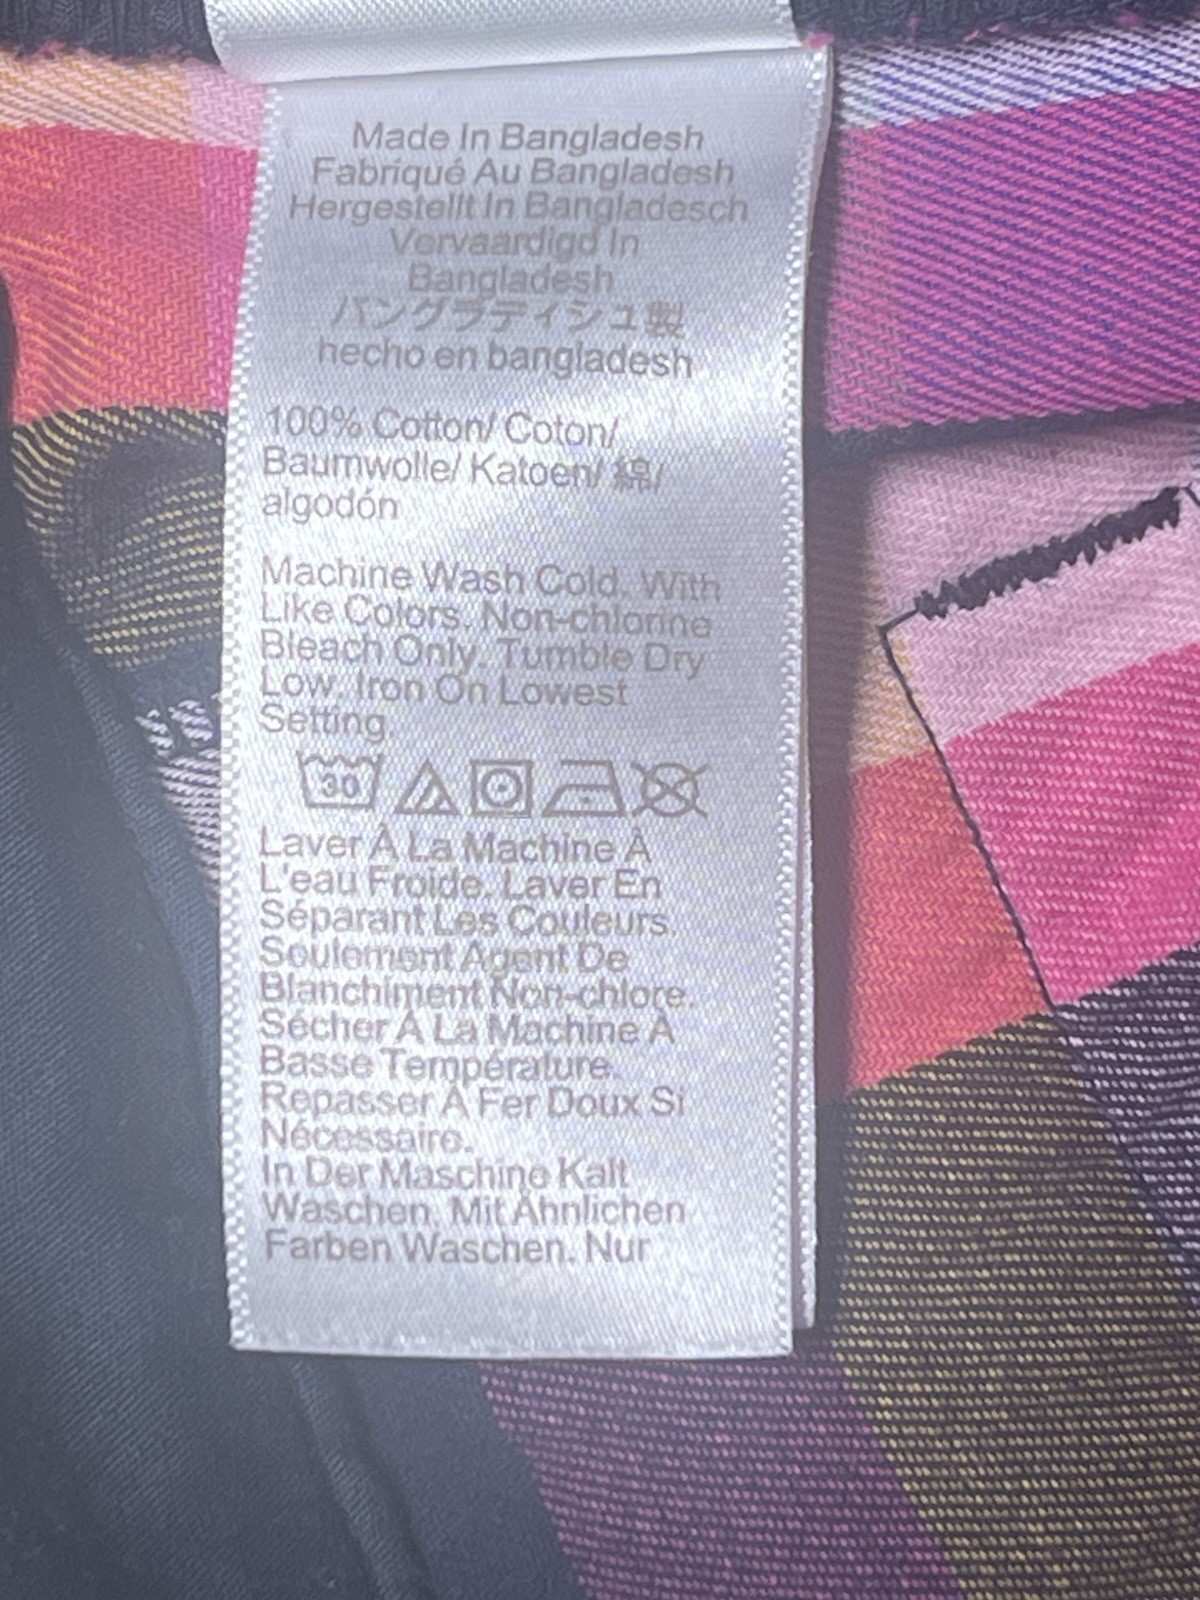 Made In Bangladesh
Fabriqué Au Bangladesh
Hergestellt In Bangladesch
Vervaardigd In
Bangladesh
バングラディシュ製
hecho en bangladesh
100% Cotton/ Coton/
Baumwolle/ Katoen/ 綿/
algodón
Machine Wash Cold. With
Like Colors. Non-chlorine
Bleach Only. Tumble Dry
Low. Iron On Lowest
Setting
30
Laver À La Machine À
L'eau Froide. Laver En
Séparant Les Couleurs.
Soulement Agent De
Blanchiment Non-chlore.
Sécher À La Machine À
Basse Température.
Repasser À Fer Doux Si
Nécessaire.
In Der Maschine Kalt
Waschen. Mit Ähnlichen
Farben Waschen. Nur